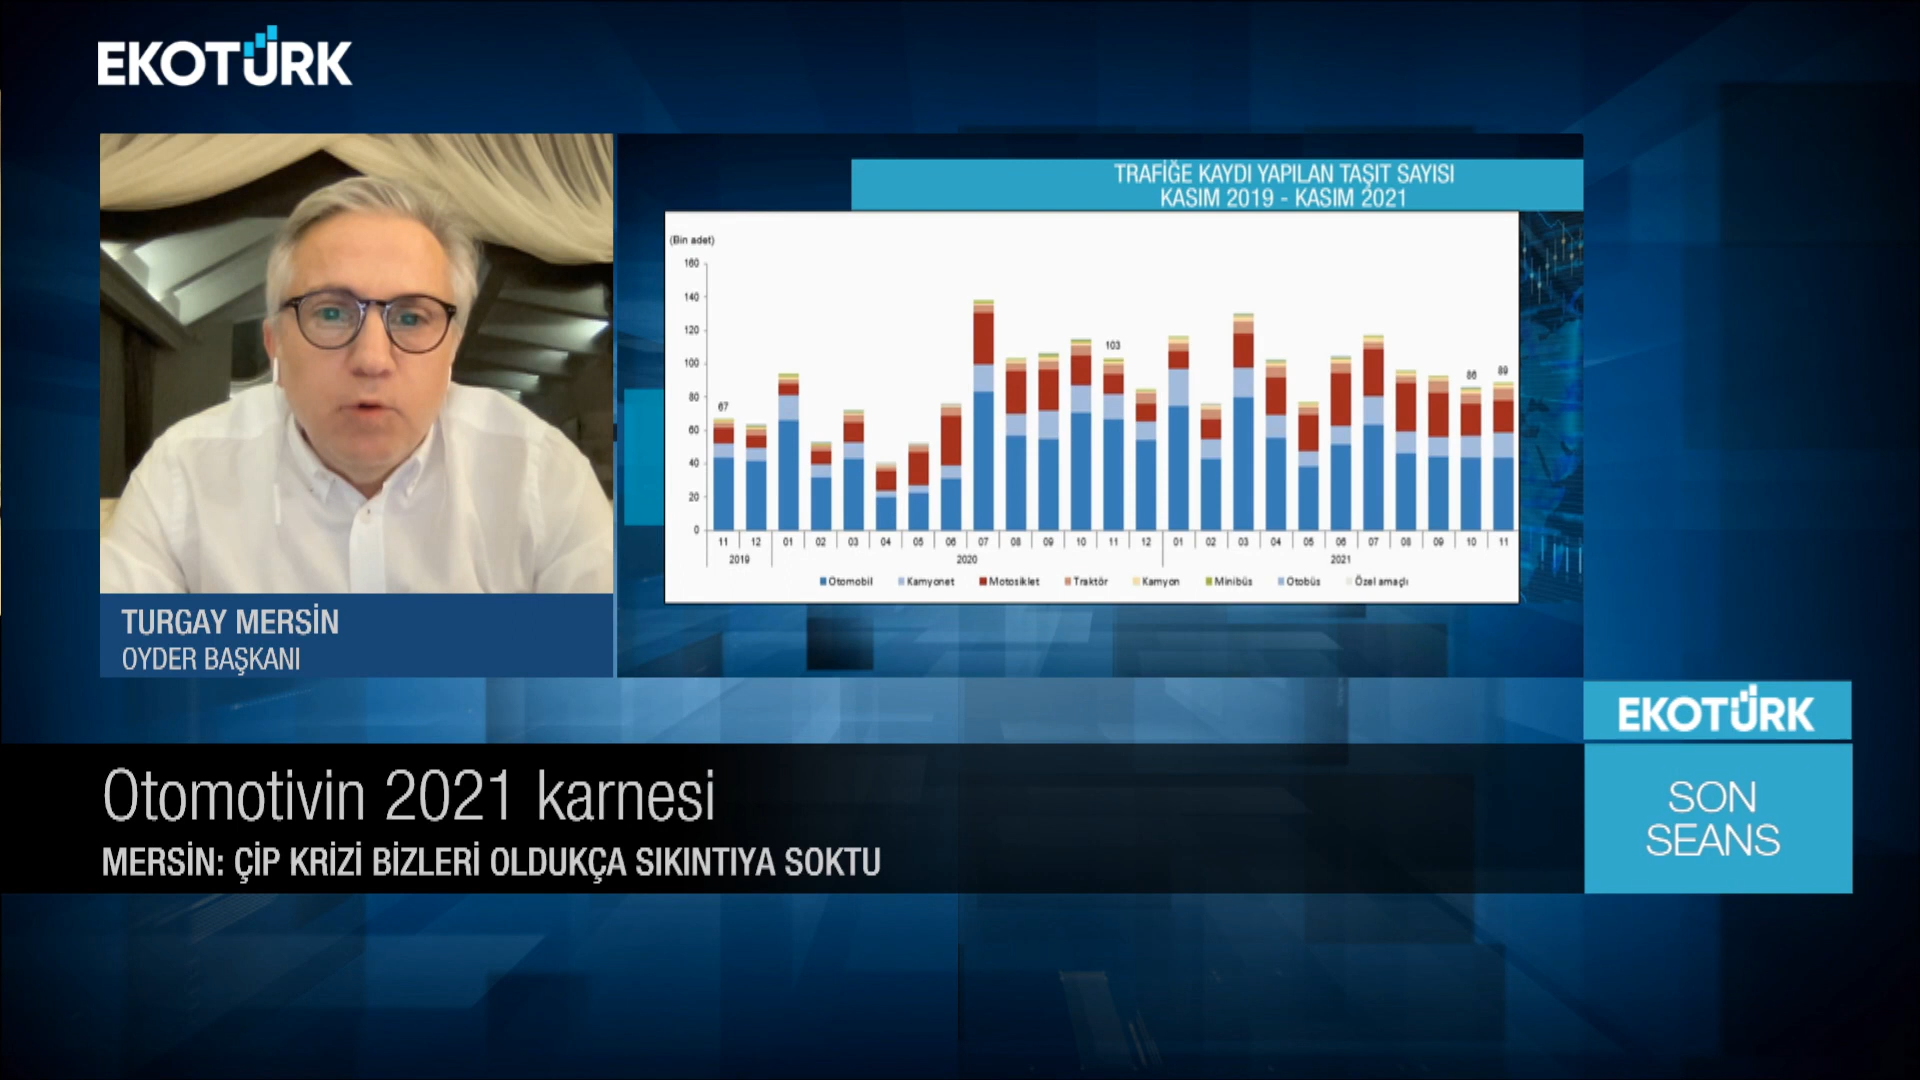 EKOTÜRK
TRAFİĞE KAYDI YAPILAN TAŞIT SAYISI
KASIM 2019 - KASIM 2021
(Bin adet)
160
140
120
100
80
60
40
20
0
67
103
86
89
11 12 01 02 03 04 05 06 07 08 09 10 11 12 01 02 03 04 05 06 07 08 09 10 11
2019 2020 2021
Otomobil Kamyonet Motosiklet Traktör Kamyon Minibüs Otobüs Özel amaçlı
TURGAY MERSİN
OYDER BAŞKANI
EKOTÜRK
Otomotivin 2021 karnesi
MERSİN: ÇİP KRİZİ BİZLERİ OLDUKÇA SIKINTIYA SOKTU
SON
SEANS